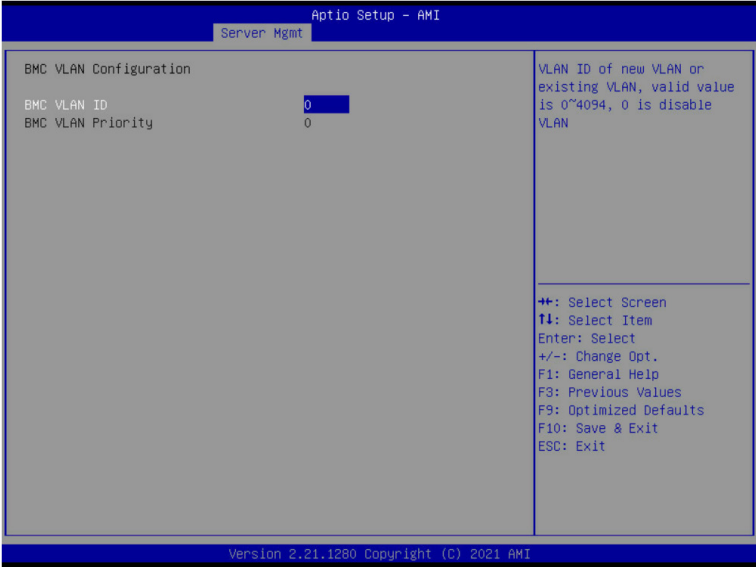 Aptio Setup – AMI
Server Mgmt
BMC VLAN Configuration
BMC VLAN ID 0
BMC VLAN Priority 0
VLAN ID of new VLAN or
existing VLAN, valid value
is 0~4094, 0 is disable
VLAN
→←: Select Screen
↑↓: Select Item
Enter: Select
+/-: Change Opt.
F1: General Help
F3: Previous Values
F9: Optimized Defaults
F10: Save & Exit
ESC: Exit
Version 2.21.1280 Copyright (C) 2021 AMI